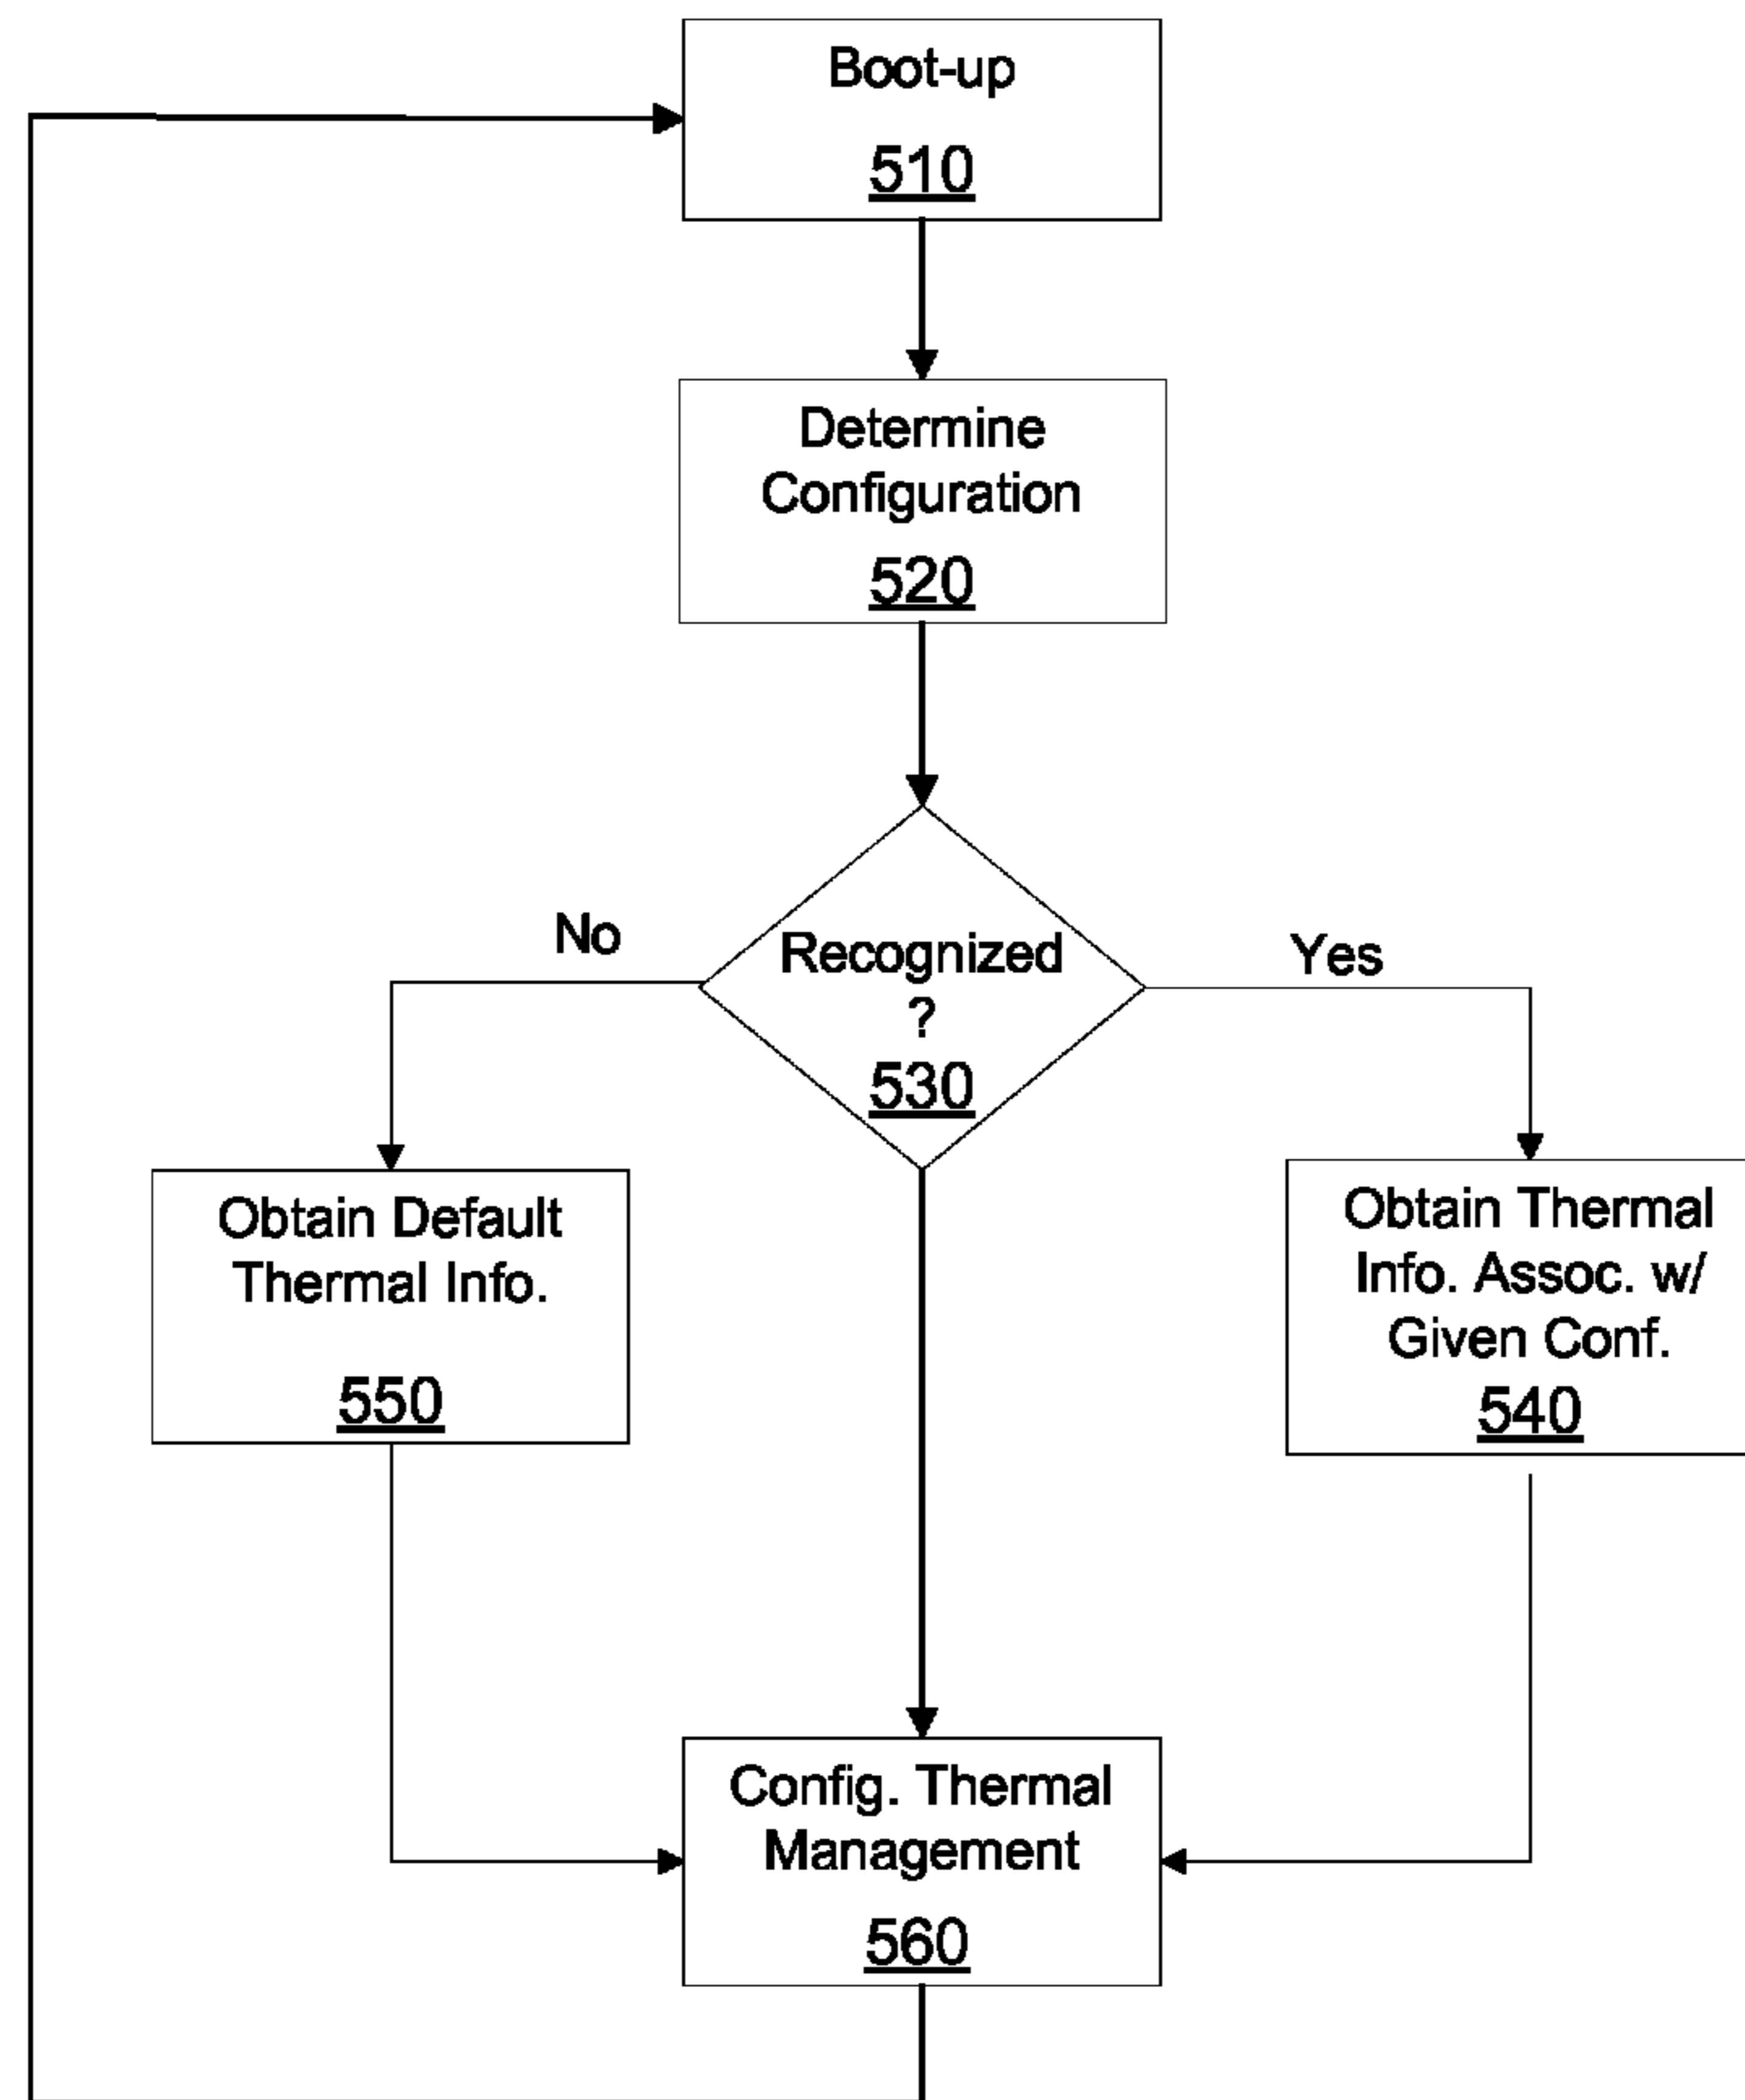 Boot-up
510
Determine
Configuration
520
No
Recognized
?
530
Yes
Obtain Default
Thermal Info.
550
Obtain Thermal
Info. Assoc. w/
Given Conf.
540
Config. Thermal
Management
560